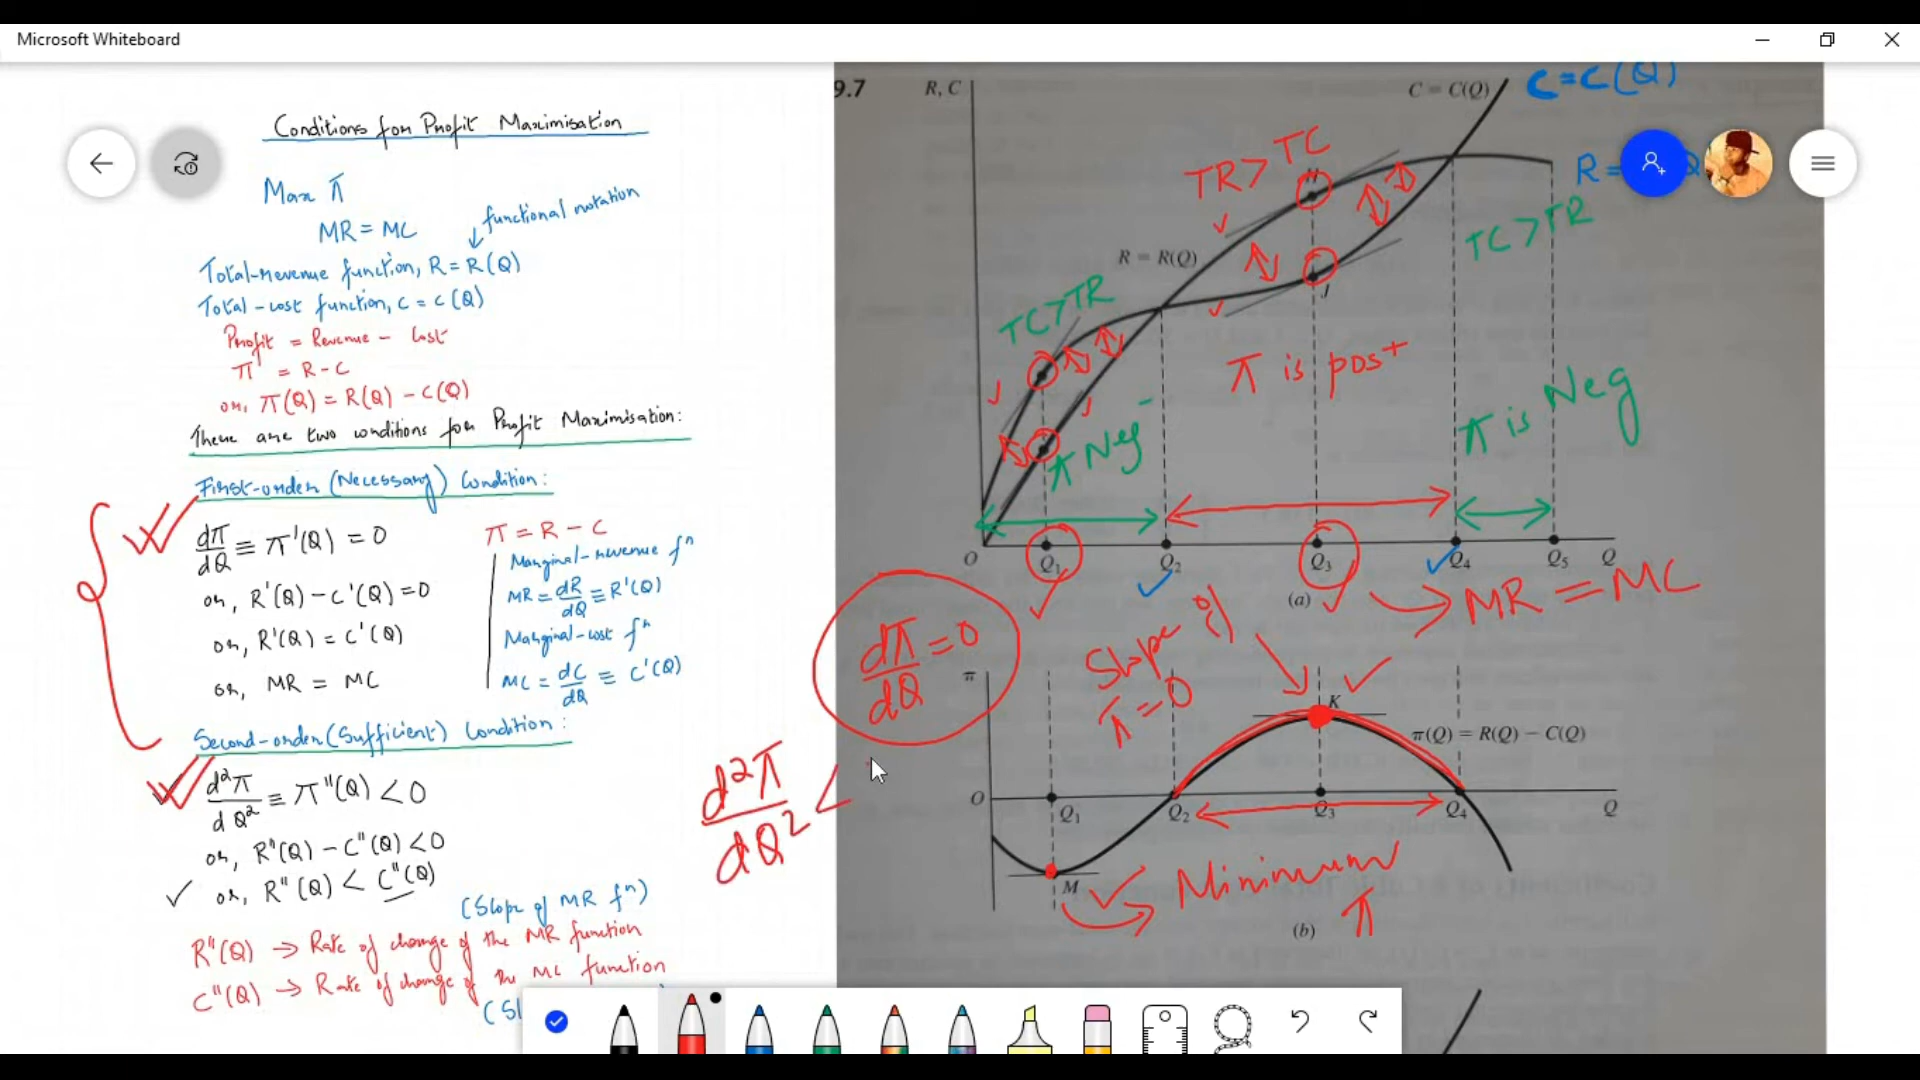 Microsoft Whiteboard
Conditions for Profit Maximisation
Max π
MR = MC
functional notation
Total-revenue function, R = R(Q)
Total-cost function, C = C(Q)
Profit = Revenue - Cost
π = R - C
or, π(Q) = R(Q) - C(Q)
There are two conditions for Profit Maximisation:
First-order (Necessary) Condition:
dπ/dQ ≡ π'(Q) = 0
or, R'(Q) - C'(Q) = 0
or, R'(Q) = C'(Q)
or, MR = MC
π = R - C
Marginal-revenue fⁿ
MR = dR/dQ ≡ R'(Q)
Marginal-cost fⁿ
MC = dC/dQ ≡ C'(Q)
Second-order (Sufficient) Condition:
d²π/dQ² ≡ π"(Q) < 0
or, R"(Q) - C"(Q) < 0
or, R"(Q) < C"(Q)
(Slope of MR fⁿ)
R"(Q) → Rate of change of the MR function
C"(Q) → Rate of change of the MC function
(Sl
9.7
R, C
C = C(Q)
C = C(Q)
TR > TC
R =
TC > TR
R = R(Q)
J
TC > TR
π is pos+
π is Neg
π Neg -
O Q₁ Q₂ Q₃ Q₄ Q₅ Q
(a)
MR = MC
dπ/dQ = 0
Slope of
π = 0
π
K
π(Q) = R(Q) - C(Q)
d²π/dQ² <
O Q₁ Q₂ Q₃ Q₄ Q
M
Minimum
π
(b)